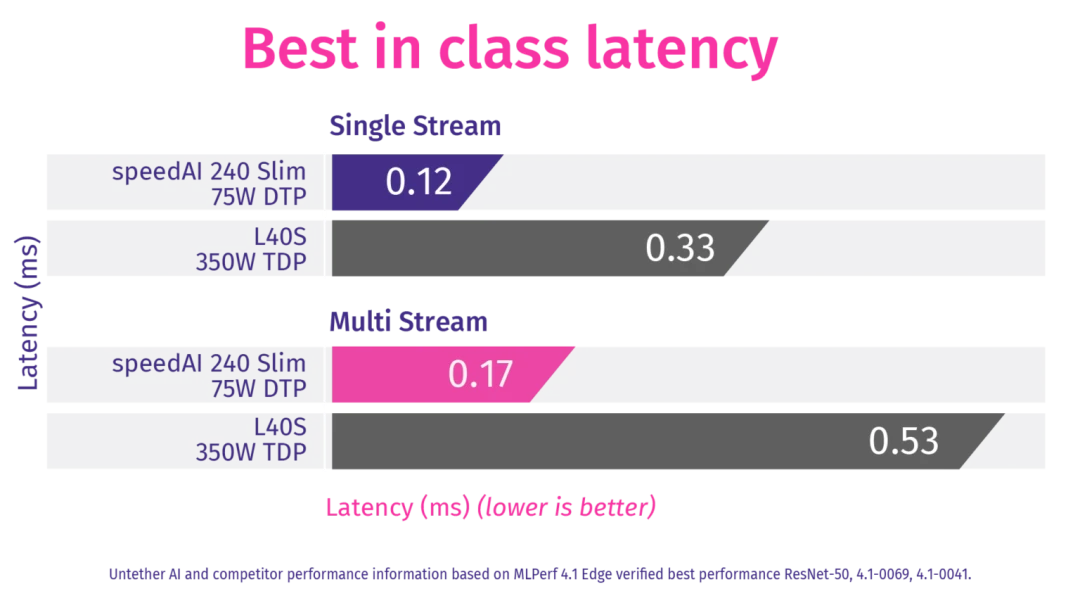 Best in class latency
Single Stream
speedAI 240 Slim
75W DTP
0.12
L40S
350W TDP
0.33
Latency (ms)
Multi Stream
speedAI 240 Slim
75W DTP
0.17
L40S
350W TDP
0.53
Latency (ms) (lower is better)
Untether AI and competitor performance information based on MLPerf 4.1 Edge verified best performance ResNet-50, 4.1-0069, 4.1-0041.